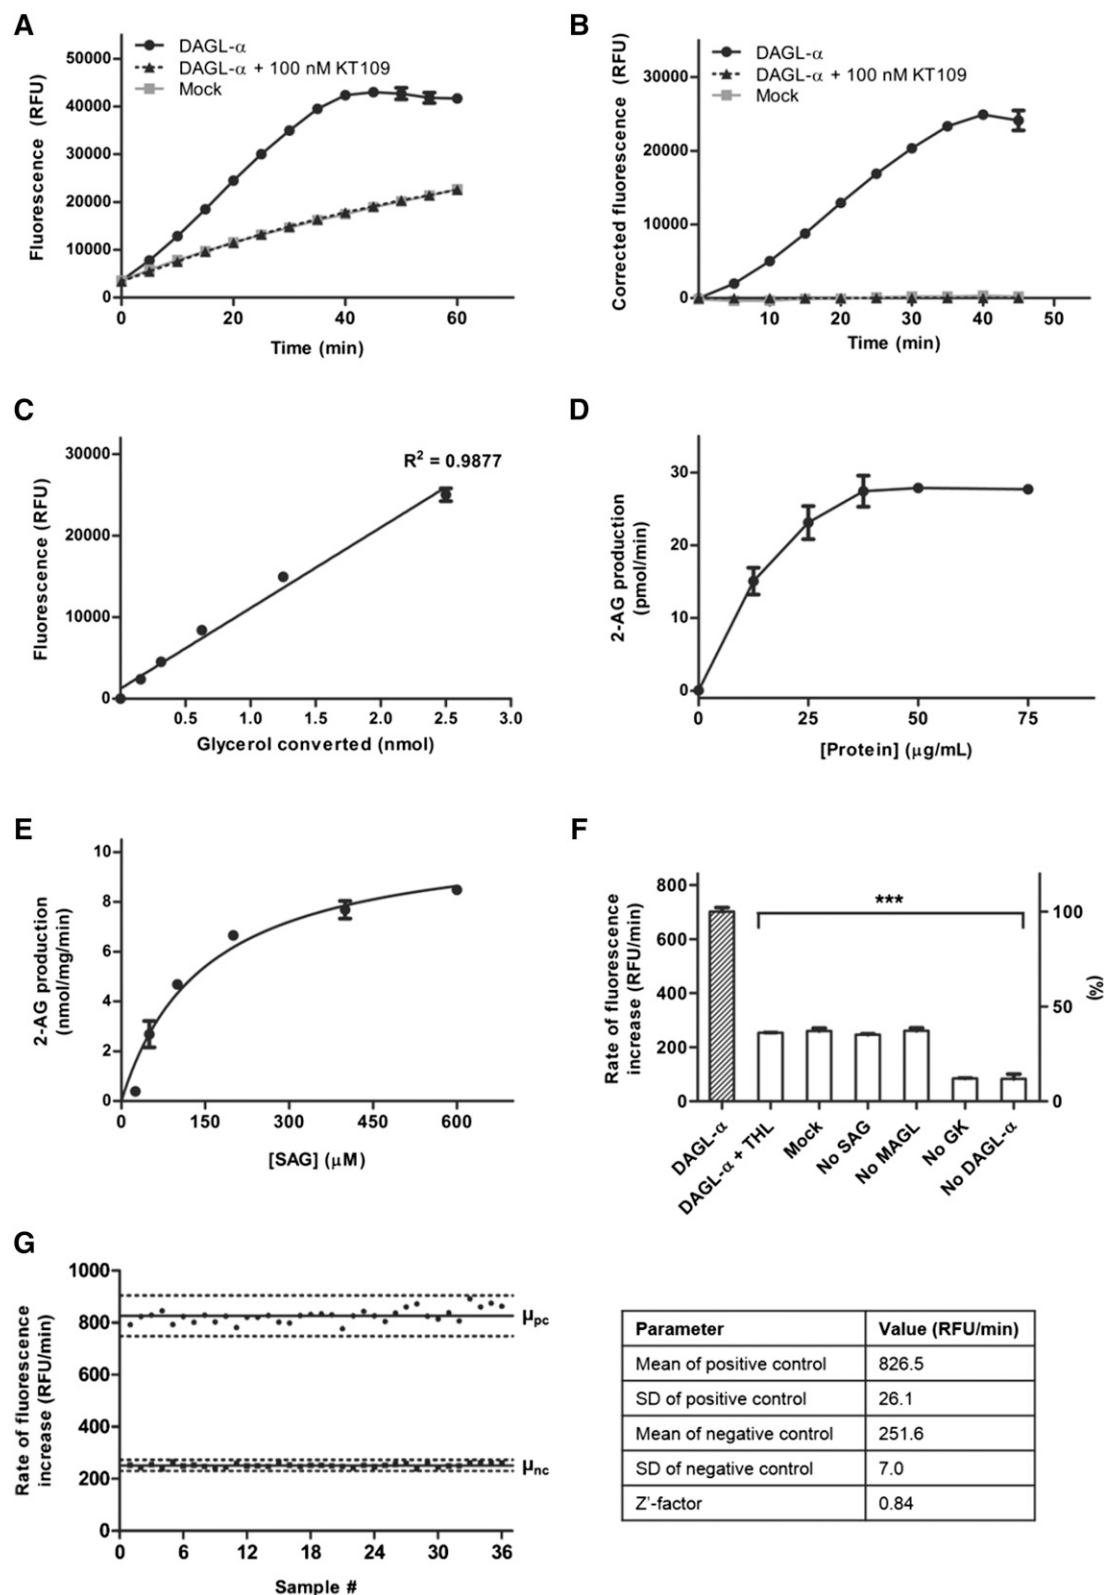 A
Fluorescence (RFU)
50000
40000
30000
20000
10000
0
DAGL-α
DAGL-α + 100 nM KT109
Mock
0 20 40 60
Time (min)
B
Corrected fluorescence (RFU)
30000
20000
10000
0
DAGL-α
DAGL-α + 100 nM KT109
Mock
10 20 30 40 50
Time (min)
C
Fluorescence (RFU)
30000
20000
10000
0
R² = 0.9877
0.5 1.0 1.5 2.0 2.5 3.0
Glycerol converted (nmol)
D
2-AG production
(pmol/min)
30
20
10
0
0 25 50 75
[Protein] (μg/mL)
E
2-AG production
(nmol/mg/min)
10
8
6
4
2
0
0 150 300 450 600
[SAG] (μM)
F
Rate of fluorescence
increase (RFU/min)
800
600
400
200
0
***
100
50
0
(%)
DAGL-α
DAGL-α + THL
Mock
No SAG
No MAGL
No GK
No DAGL-α
G
Rate of fluorescence
increase (RFU/min)
1000
800
600
400
200
0
μpc
μnc
0 6 12 18 24 30 36
Sample #
Parameter Value (RFU/min)
Mean of positive control 826.5
SD of positive control 26.1
Mean of negative control 251.6
SD of negative control 7.0
Z'-factor 0.84